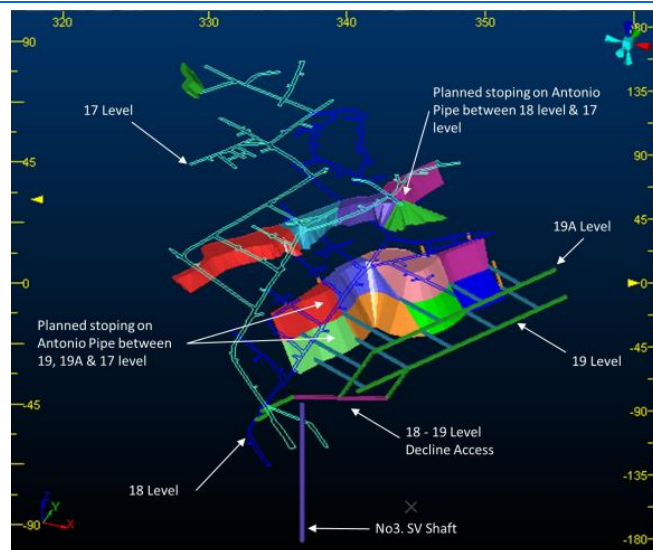 320
330
340
350
90
45
0
-45
-90
80
135
90
45
0
-45
-90
-135
-180
17 Level
Planned stoping on
Antonio Pipe between
18 level & 17
level
19A Level
Planned stoping on
Antonio Pipe between
19, 19A & 17 level
19 Level
18 - 19 Level
Decline Access
18 Level
No3. SV Shaft
Z
Y
X